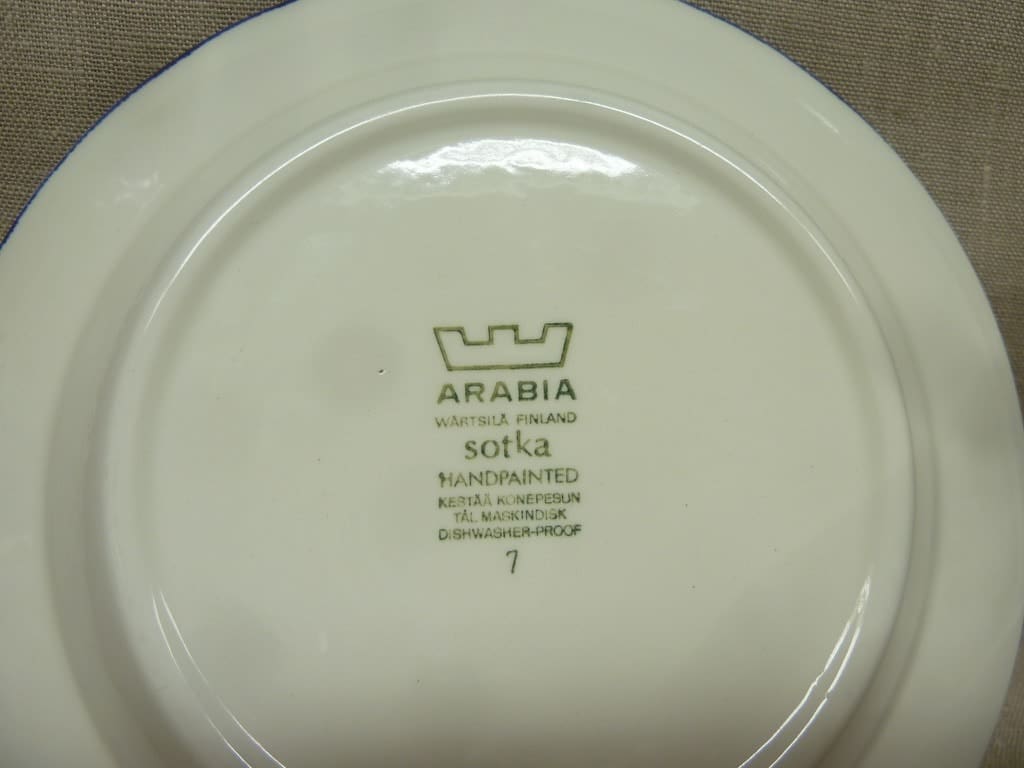 ARABIA
WÄRTSILÄ FINLAND
sotka
HANDPAINTED
KESTÄÄ KONEPESUN
TÅL MASKINDISK
DISHWASHER-PROOF
7